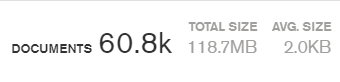 TOTAL SIZE AVG. SIZE
DOCUMENTS 60.8k 118.7MB 2.0KB